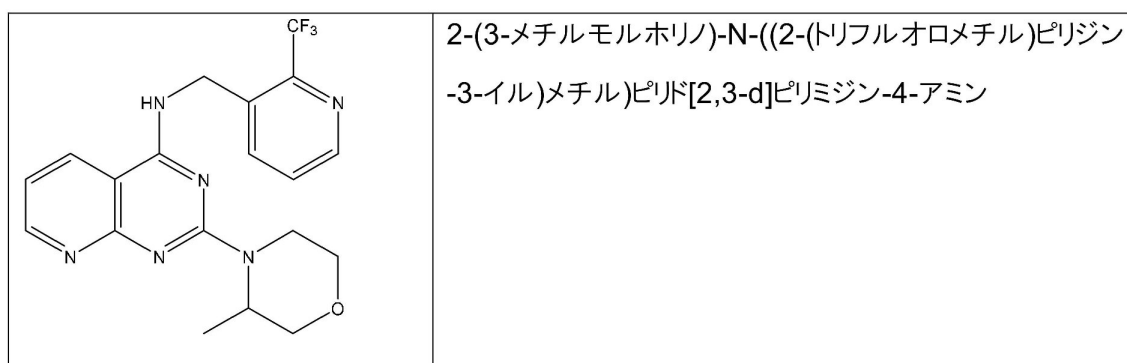 2-(3-メチルモルホリノ)-N-((2-(トリフルオロメチル)ピリジン
-3-イル)メチル)ピリド[2,3-d]ピリミジン-4-アミン
CF3
HN
N
N
N
N
N
O